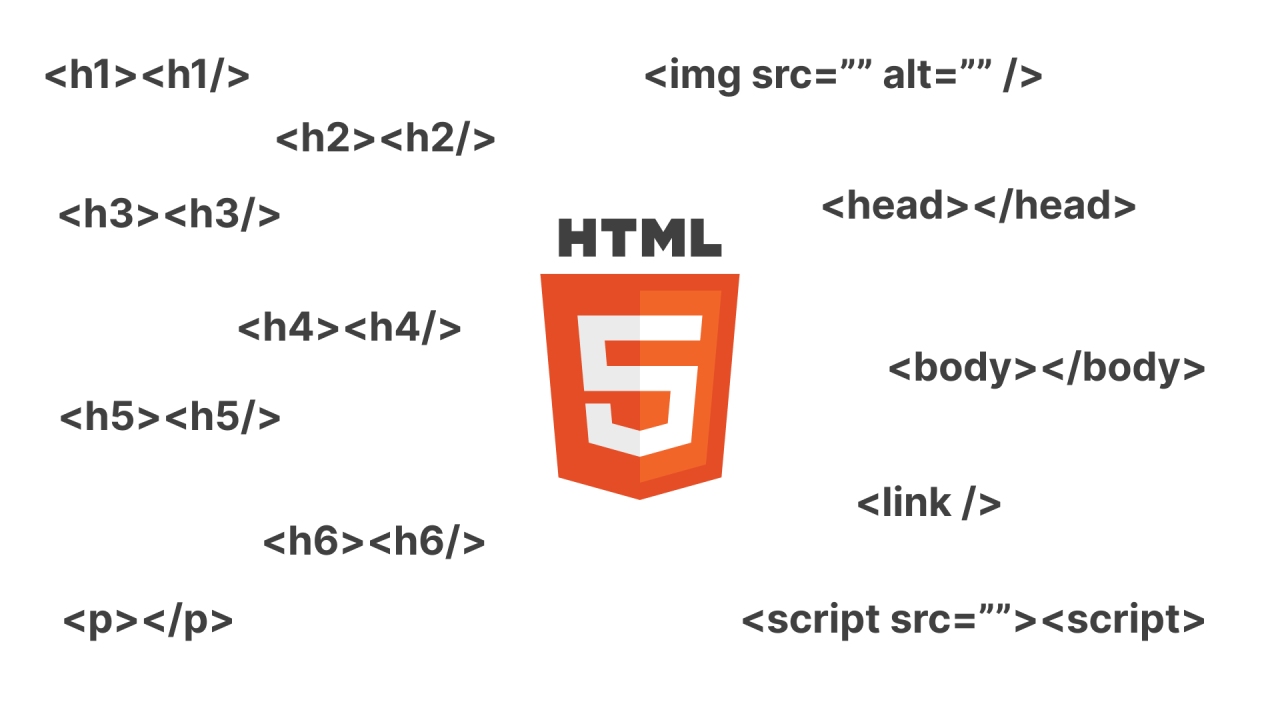 <h1><h1/>
<img src=”” alt=”” />
<h2><h2/>
<h3><h3/>
<head></head>
HTML
5
<h4><h4/>
<body></body>
<h5><h5/>
<link />
<h6><h6/>
<p></p>
<script src=””><script>